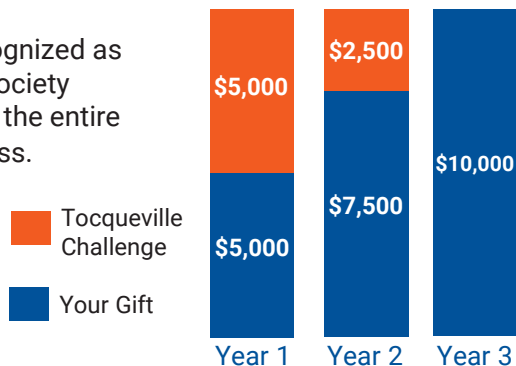 ognized as
ociety
the entire
ss.
Tocqueville
Challenge
Your Gift
$5,000
$5,000
Year 1
$2,500
$7,500
Year 2
$10,000
Year 3